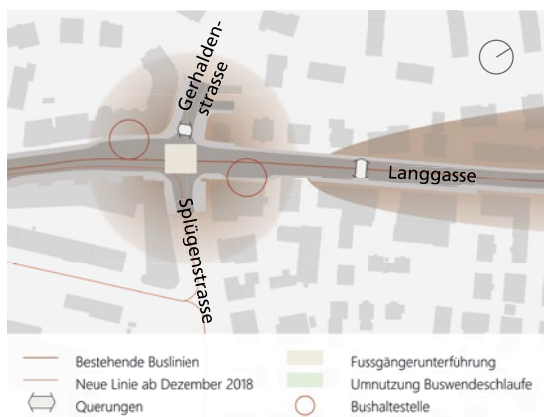 Gerhalden-
strasse
Langgasse
Splügenstrasse
Bestehende Buslinien
Neue Linie ab Dezember 2018
Querungen
Fussgängerunterführung
Umnutzung Buswendeschlaufe
Bushaltestelle